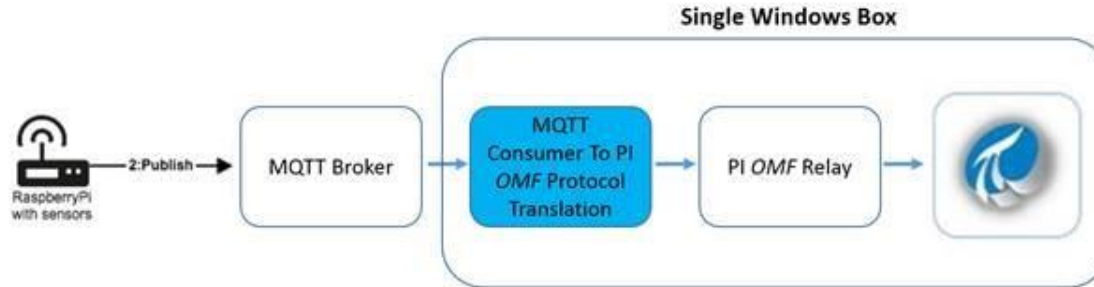 Single Windows Box
2:Publish
RaspberryPi
with sensors
MQTT Broker
MQTT
Consumer To PI
OMF Protocol
Translation
PI OMF Relay